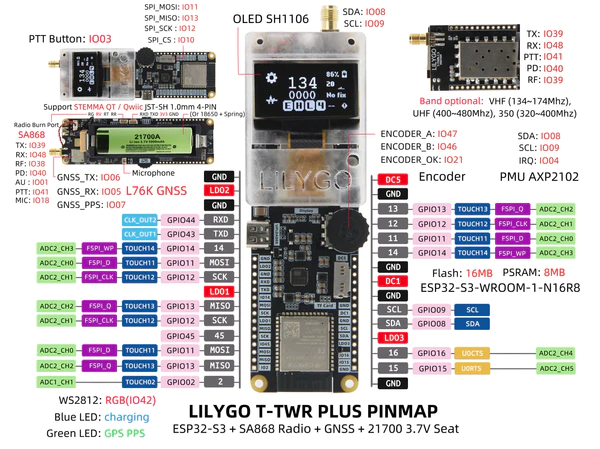 SPI_MOSI: IO11
SPI_MISO: IO13
SPI_SCK : IO12
SPI_CS : IO10
PTT Button: IO03
OLED SH1106
SDA: IO08
SCL: IO09
TX: IO39
RX: IO48
PTT: IO41
PD: IO40
RF: IO39
Band optional: VHF (134~174Mhz),
UHF (400~480Mhz), 350 (320~400Mhz)
Support STEMMA QT / Qwiic JST-SH 1.0mm 4-PIN
RXD TXD 3V3 GND
(Or 18650 + Spring)
Radio Burn Port
SA868
TX: IO39
RX: IO48
RF: IO38
PD: IO40
AU : IO01
PTT: IO41
MIC: IO18
21700A
Microphone
GNSS_TX: IO06
GNSS_RX: IO05
GNSS_PPS: IO07
L76K GNSS
134
0000
EHL4
86%
20
No fix
LILYGO
ENCODER_A: IO47
ENCODER_B: IO46
ENCODER_OK: IO21
Encoder
SDA: IO08
SCL: IO09
IRQ: IO04
PMU AXP2102
GND
LDO2
GND
CLK_OUT2 GPIO44 RXD
CLK_OUT1 GPIO43 TXD
ADC2_CH3 FSPI_WP TOUCH14 GPIO14 14
ADC2_CH0 FSPI_D TOUCH11 GPIO11 MOSI
ADC2_CH1 FSPI_CLK TOUCH12 GPIO12 SCK
LDO1
ADC2_CH2 FSPI_Q TOUCH13 GPIO13 MISO
ADC2_CH1 FSPI_CLK TOUCH12 GPIO12 SCK
GPIO45 45
ADC2_CH0 FSPI_D TOUCH11 GPIO11 MOSI
ADC2_CH2 FSPI_Q TOUCH13 GPIO13 MISO
ADC1_CH1 TOUCH02 GPIO02 2
DC5
GND
13 GPIO13 TOUCH13 FSPI_Q ADC2_CH2
12 GPIO12 TOUCH12 FSPI_CLK ADC2_CH1
11 GPIO11 TOUCH11 FSPI_D ADC2_CH0
14 GPIO14 TOUCH14 FSPI_WP ADC2_CH3
GND
DC1
GND
Flash: 16MB PSRAM: 8MB
ESP32-S3-WROOM-1-N16R8
SCL GPIO09 SCL
SDA GPIO08 SDA
LDO3
16 GPIO16 U0CTS ADC2_CH5
15 GPIO15 U0RTS ADC2_CH4
GND
WS2812: RGB(IO42)
Blue LED: charging
Green LED: GPS PPS
LILYGO T-TWR PLUS PINMAP
ESP32-S3 + SA868 Radio + GNSS + 21700 3.7V Seat